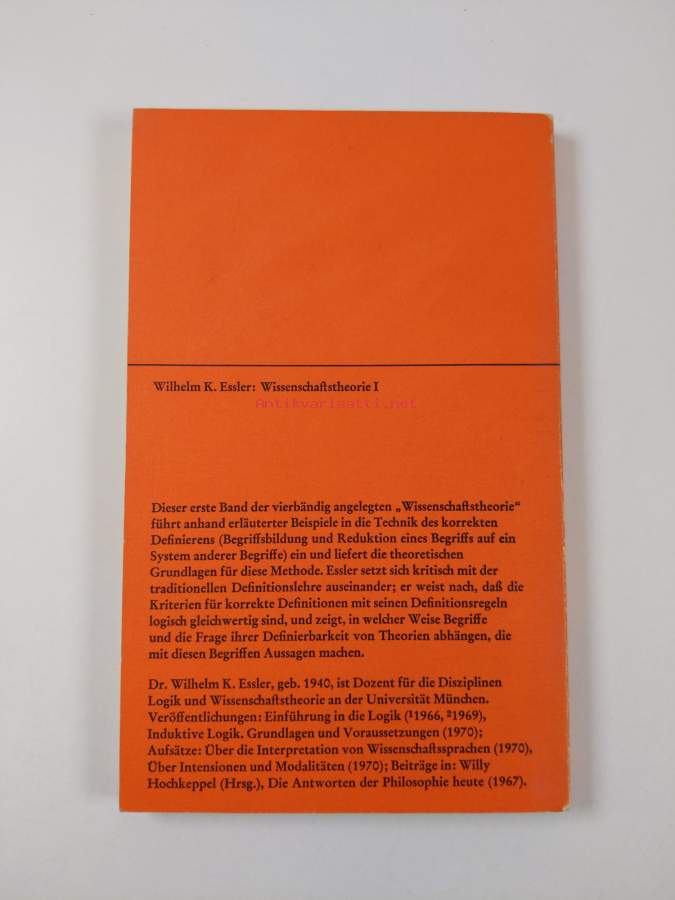 Wilhelm K. Essler: Wissenschaftstheorie I
Antikvariaatti.net
Dieser erste Band der vierbändig angelegten „Wissenschaftstheorie“
führt anhand erläuterter Beispiele in die Technik des korrekten
Definierens (Begriffsbildung und Reduktion eines Begriffs auf ein
System anderer Begriffe) ein und liefert die theoretischen
Grundlagen für diese Methode. Essler setzt sich kritisch mit der
traditionellen Definitionslehre auseinander; er weist nach, daß die
Kriterien für korrekte Definitionen mit seinen Definitionsregeln
logisch gleichwertig sind, und zeigt, in welcher Weise Begriffe
und die Frage ihrer Definierbarkeit von Theorien abhängen, die
mit diesen Begriffen Aussagen machen.
Dr. Wilhelm K. Essler, geb. 1940, ist Dozent für die Disziplinen
Logik und Wissenschaftstheorie an der Universität München.
Veröffentlichungen: Einführung in die Logik (¹1966, ²1969),
Induktive Logik. Grundlagen und Voraussetzungen (1970);
Aufsätze: Über die Interpretation von Wissenschaftssprachen (1970),
Über Intensionen und Modalitäten (1970); Beiträge in: Willy
Hochkeppel (Hrsg.), Die Antworten der Philosophie heute (1967).